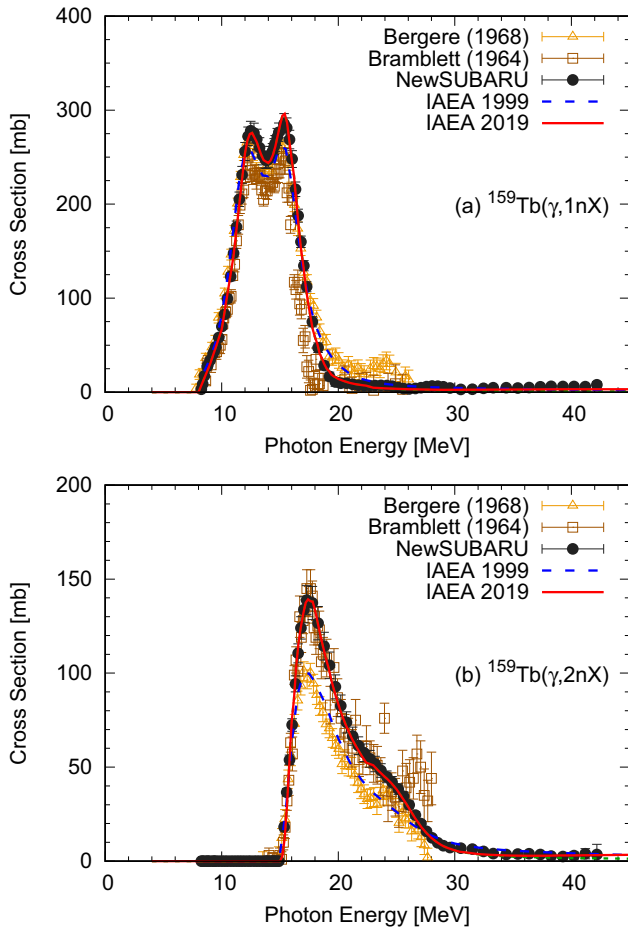 400
300
200
100
0
0 10 20 30 40
Cross Section [mb]
Photon Energy [MeV]
Bergere (1968)
Bramblett (1964)
NewSUBARU
IAEA 1999
IAEA 2019
(a) ¹⁵⁹Tb(γ,1nX)
200
150
100
50
0
0 10 20 30 40
Cross Section [mb]
Photon Energy [MeV]
Bergere (1968)
Bramblett (1964)
NewSUBARU
IAEA 1999
IAEA 2019
(b) ¹⁵⁹Tb(γ,2nX)